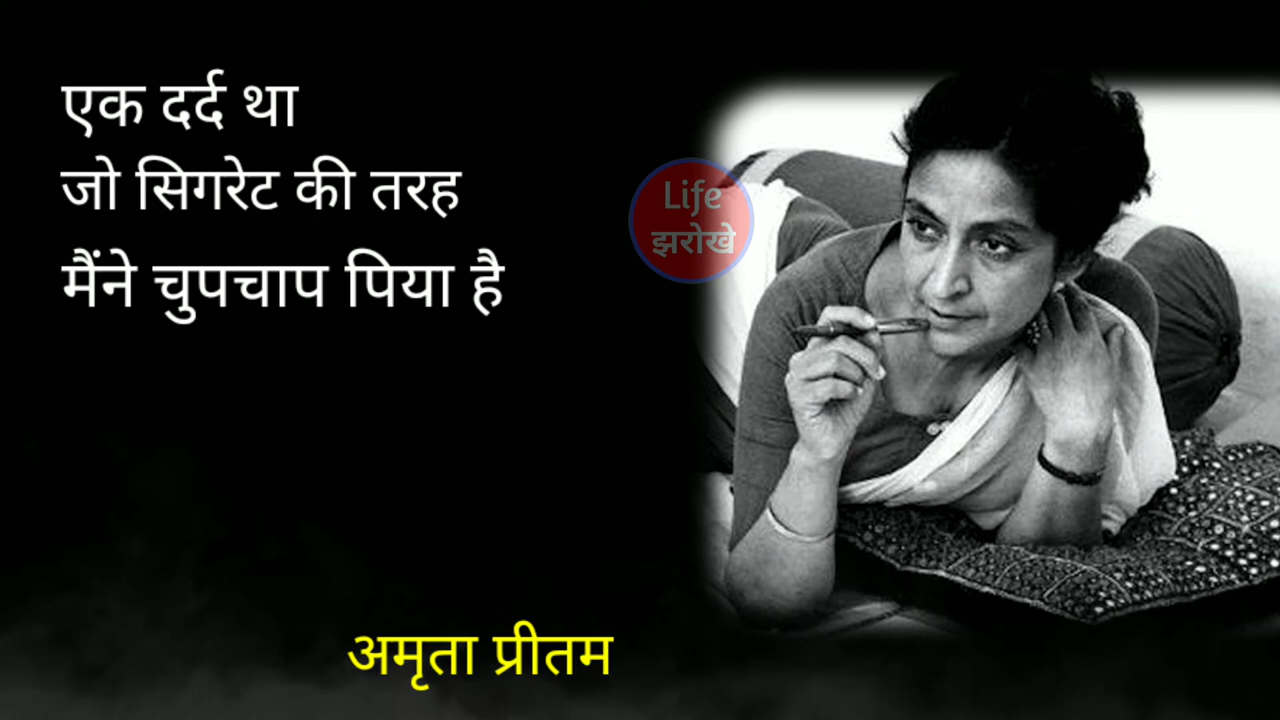 एक दर्द था
जो सिगरेट की तरह
मैंने चुपचाप पिया है
Life
झरोखे
अमृता प्रीतम